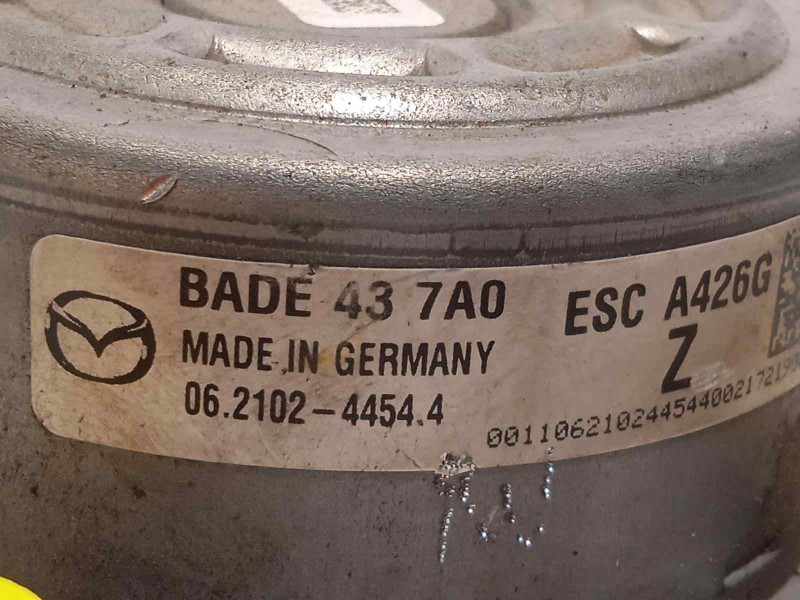 BADE 43 7A0
MADE IN GERMANY
06.2102-4454.4
ESC A426G
Z